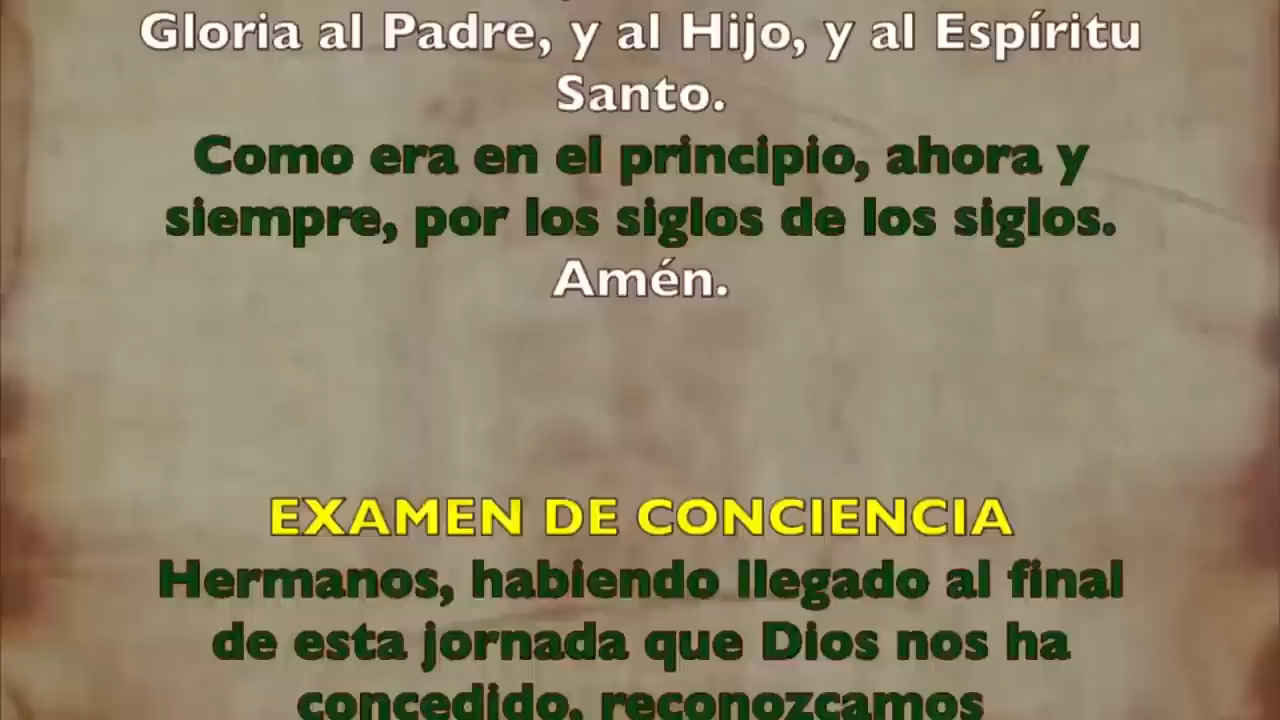 Gloria al Padre, y al Hijo, y al Espíritu
Santo.
Como era en el principio, ahora y
siempre, por los siglos de los siglos.
Amén.
EXAMEN DE CONCIENCIA
Hermanos, habiendo llegado al final
de esta jornada que Dios nos ha
concedido, reconozcamos